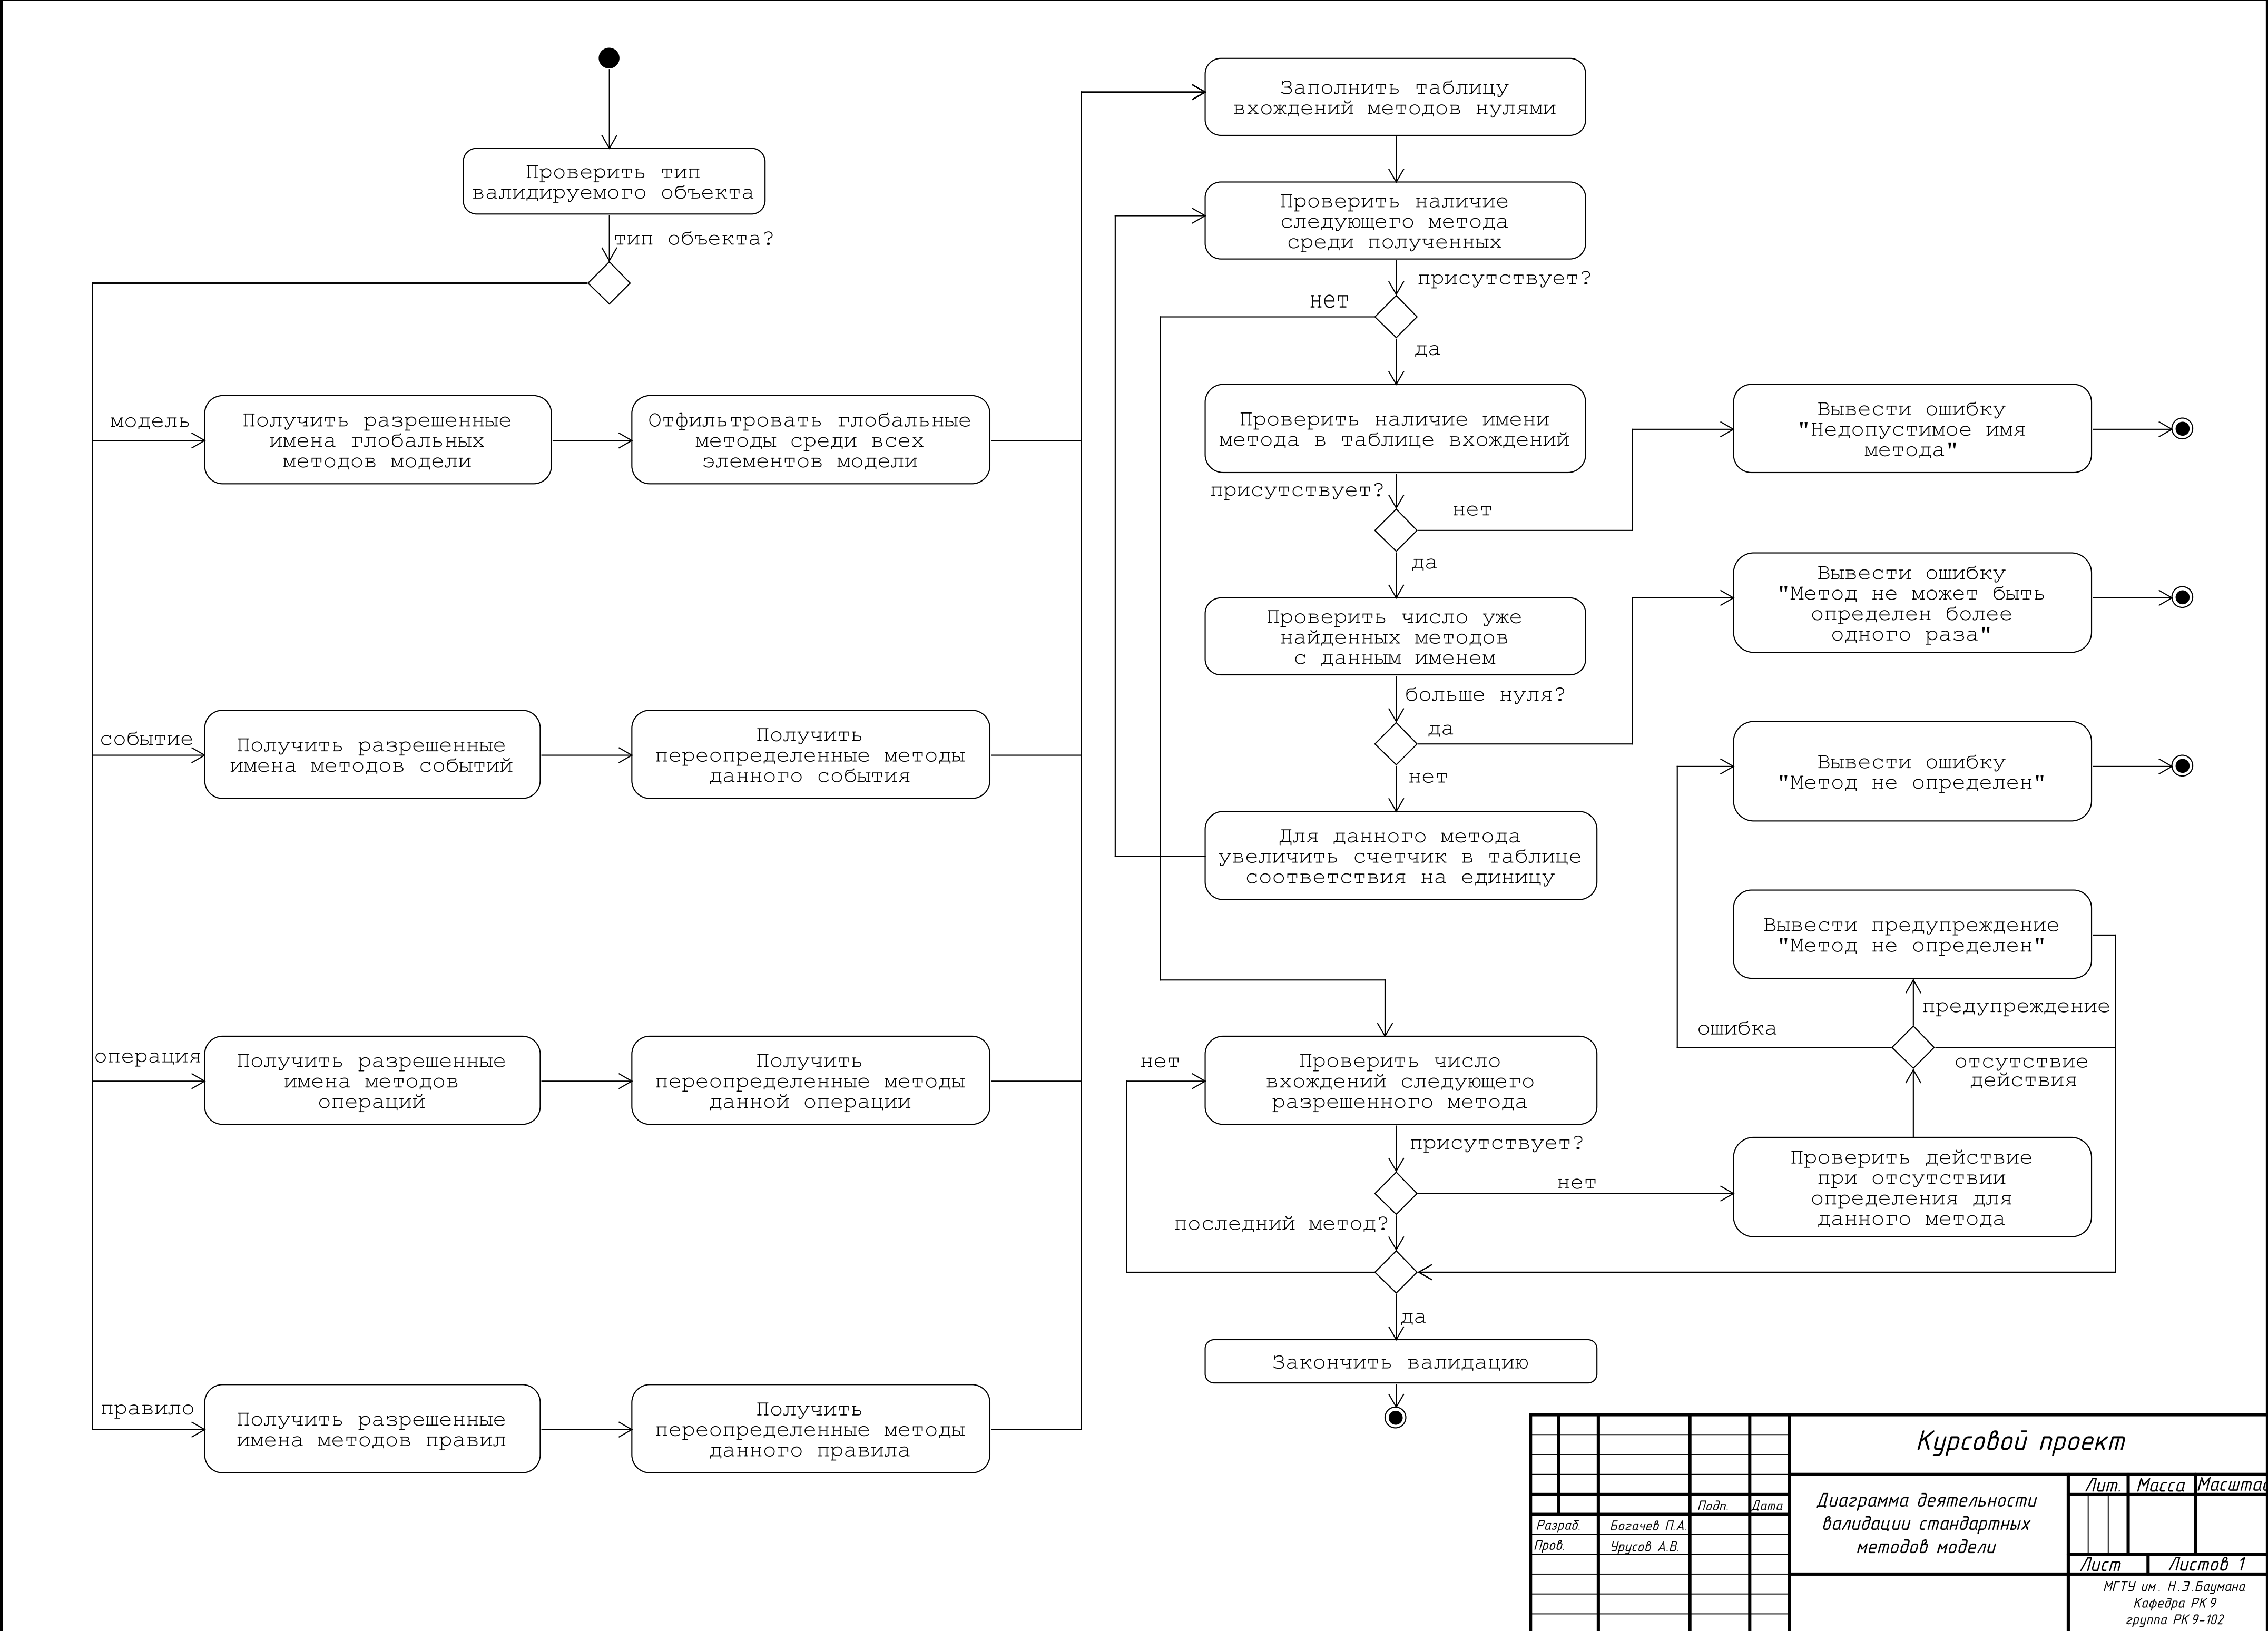 Проверить тип
валидируемого объекта
тип объекта?
модель
Получить разрешенные
имена глобальных
методов модели
Отфильтровать глобальные
методы среди всех
элементов модели
событие
Получить разрешенные
имена методов событий
Получить
переопределенные методы
данного события
операция
Получить разрешенные
имена методов
операций
Получить
переопределенные методы
данной операции
правило
Получить разрешенные
имена методов правил
Получить
переопределенные методы
данного правила
Заполнить таблицу
вхождений методов нулями
Проверить наличие
следующего метода
среди полученных
присутствует?
нет
да
Проверить наличие имени
метода в таблице вхождений
присутствует?
нет
да
Вывести ошибку
"Недопустимое имя
метода"
Проверить число уже
найденных методов
с данным именем
больше нуля?
да
нет
Вывести ошибку
"Метод не может быть
определен более
одного раза"
Для данного метода
увеличить счетчик в таблице
соответствия на единицу
Вывести ошибку
"Метод не определен"
Вывести предупреждение
"Метод не определен"
предупреждение
ошибка
отсутствие
действия
нет
Проверить число
вхождений следующего
разрешенного метода
присутствует?
нет
Проверить действие
при отсутствии
определения для
данного метода
последний метод?
да
Закончить валидацию
Курсовой проект
Диаграмма деятельности
валидации стандартных
методов модели
Лит. Масса Масштаб
Подп. Дата
Разраб. Богачев П.А.
Пров. Урусов А.В.
Лист Листов 1
МГТУ им. Н.Э.Баумана
Кафедра РК9
группа РК9-102